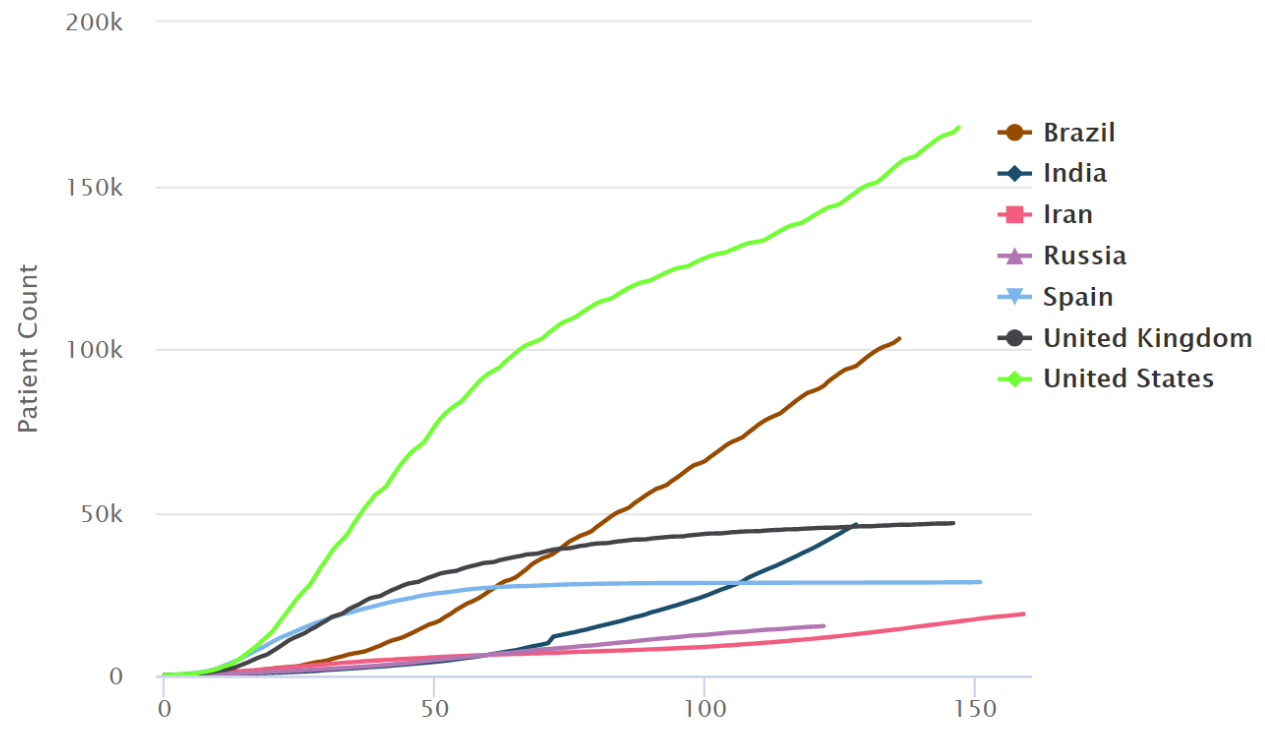 200k
150k
100k
50k
0
Patient Count
0
50
100
150
Brazil
India
Iran
Russia
Spain
United Kingdom
United States